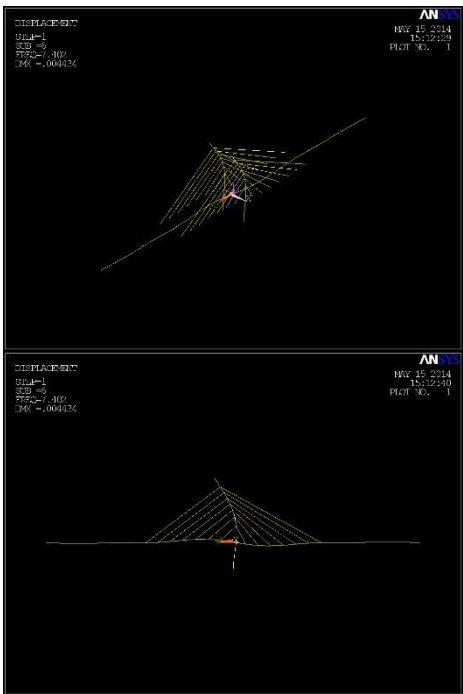 ANSYS
DISPLACEMENT
MAY 15 2014
STEP=1
15:12:29
SUB =6
PLOT NO. 1
FREQ=7.402
DMX =.004434
ANSYS
DISPLACEMENT
MAY 15 2014
STEP=1
15:12:40
SUB =6
PLOT NO. 1
FREQ=7.402
DMX =.004434